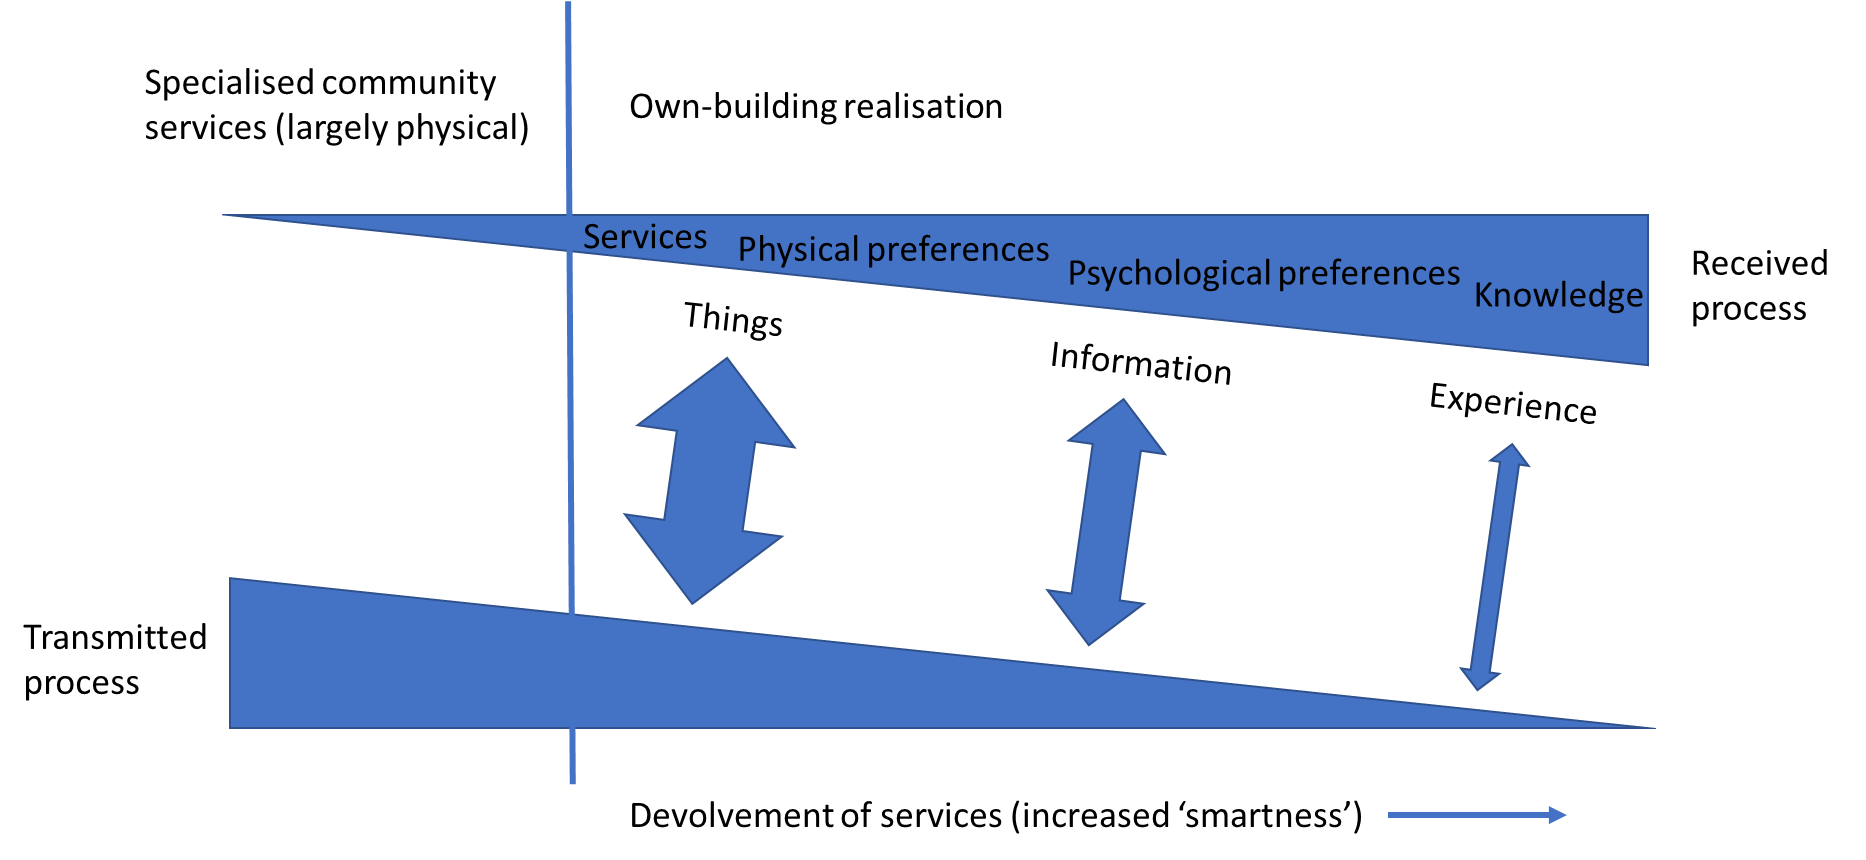 Specialised community
services (largely physical)
Own-building realisation
Services
Physical preferences
Psychological preferences
Knowledge
Received
process
Things
Information
Experience
Transmitted
process
Devolvement of services (increased ‘smartness’)